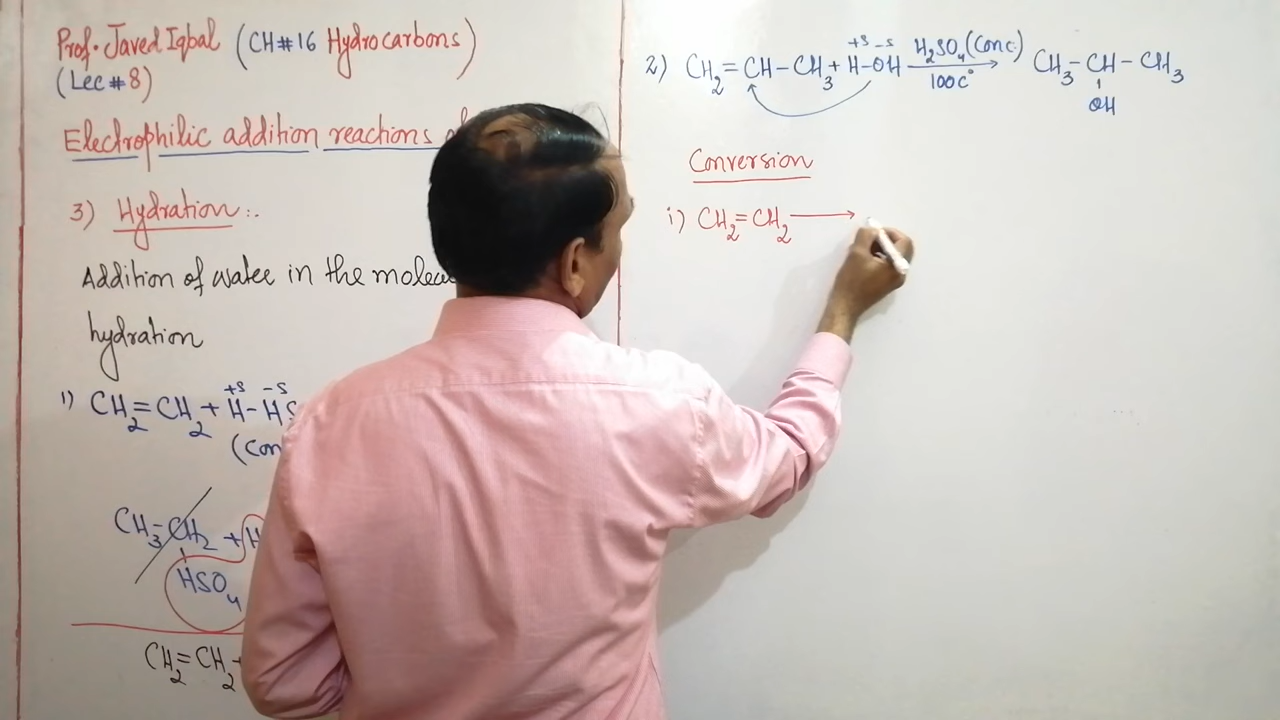 Prof. Javed Iqbal (CH#16 Hydrocarbons)
(Lec#8)
Electrophilic addition reactions
3) Hydration:.
Addition of water in the
hydration
+δ -δ
1) CH2=CH2+H-HS
(Con
CH3-CH2+H
HSO4
CH2=CH2+
+δ -δ
2) CH2=CH-CH3+H-OH H2SO4(Conc.) → CH3-CH-CH3
100C°
OH
Conversion
i) CH2=CH2→